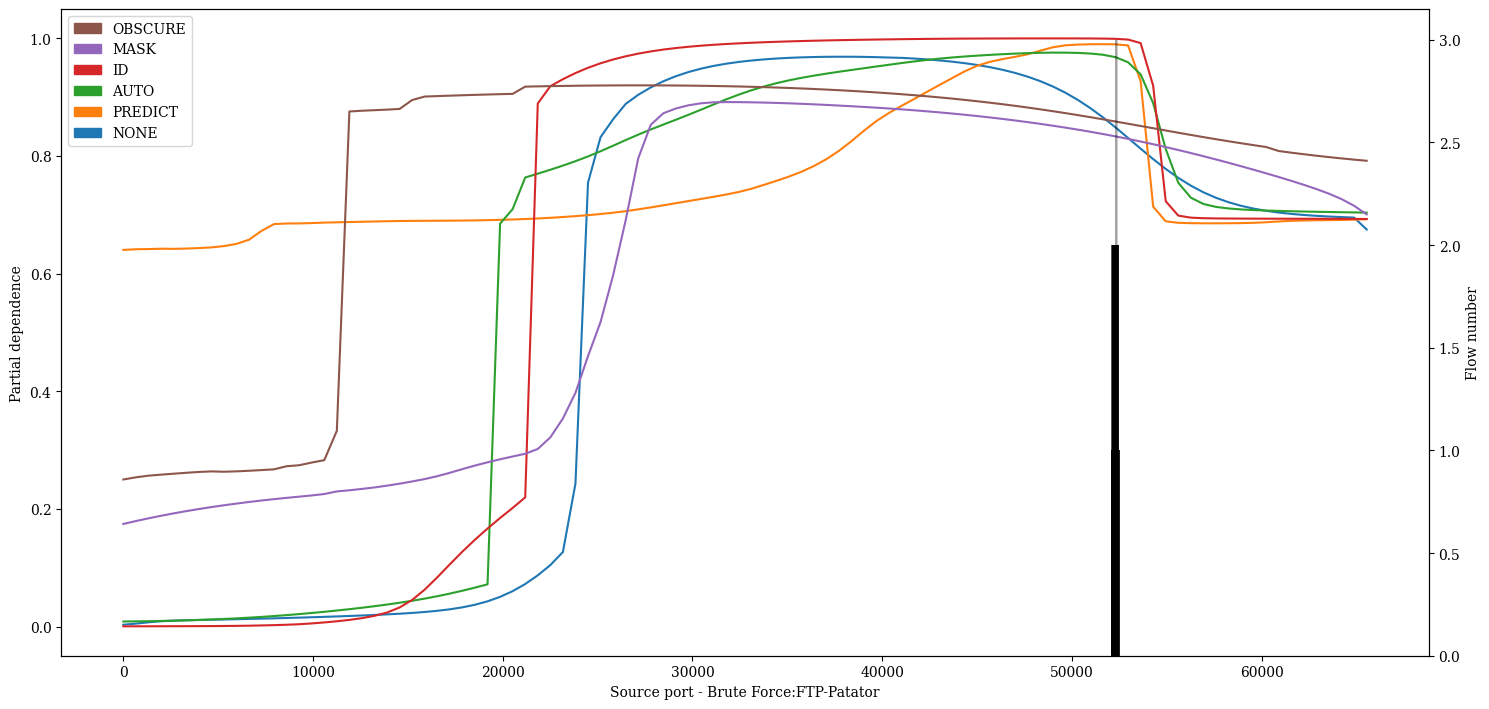 OBSCURE
MASK
ID
AUTO
PREDICT
NONE
1.0
0.8
0.6
0.4
0.2
0.0
Partial dependence
3.0
2.5
2.0
1.5
1.0
0.5
0.0
Flow number
0 10000 20000 30000 40000 50000 60000
Source port - Brute Force:FTP-Patator